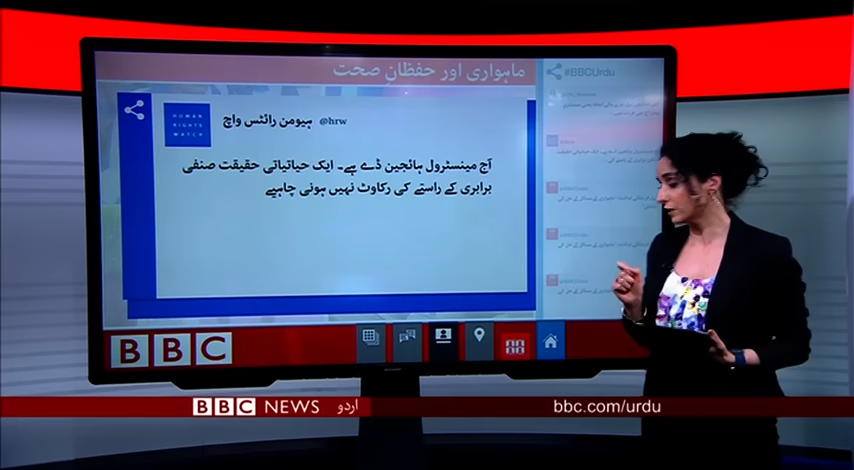 ماہواری اور حفظانِ صحت
#BBCUrdu
HUMAN
RIGHTS
WATCH
ہیومن رائٹس واچ @hrw
آج مینسٹرول ہائجین ڈے ہے۔ ایک حیاتیاتی حقیقت صنفی
برابری کے راستے کی رکاوٹ نہیں ہونی چاہیے
BBC
BBC NEWS اردو
bbc.com/urdu